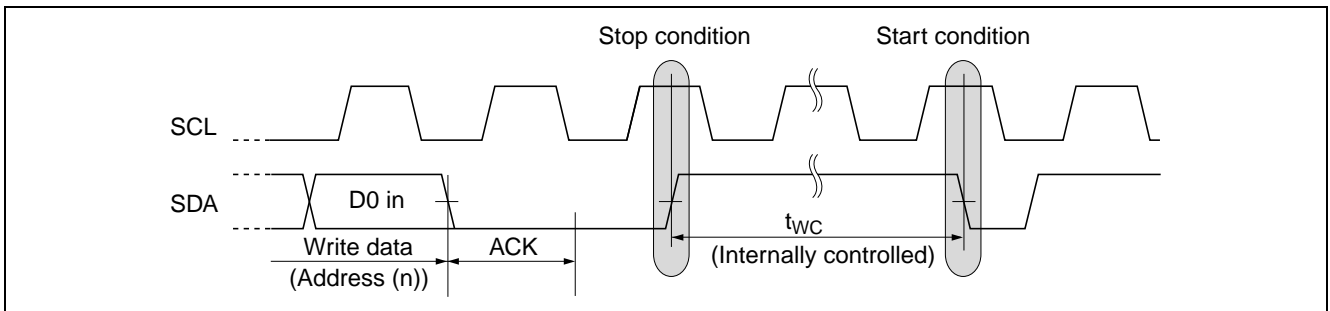 Stop condition
Start condition
SCL
SDA
D0 in
Write data
(Address (n))
ACK
tWC
(Internally controlled)